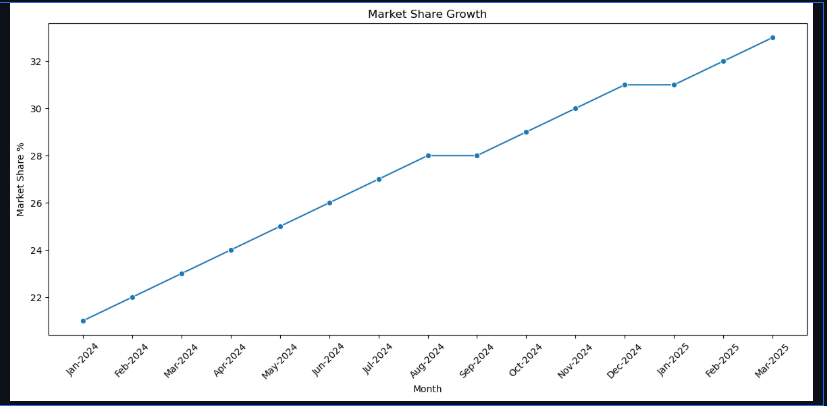 Market Share Growth
32
30
28
26
24
22
Market Share %
Jan-2024
Feb-2024
Mar-2024
Apr-2024
May-2024
Jun-2024
Jul-2024
Aug-2024
Sep-2024
Oct-2024
Nov-2024
Dec-2024
Jan-2025
Feb-2025
Mar-2025
Month